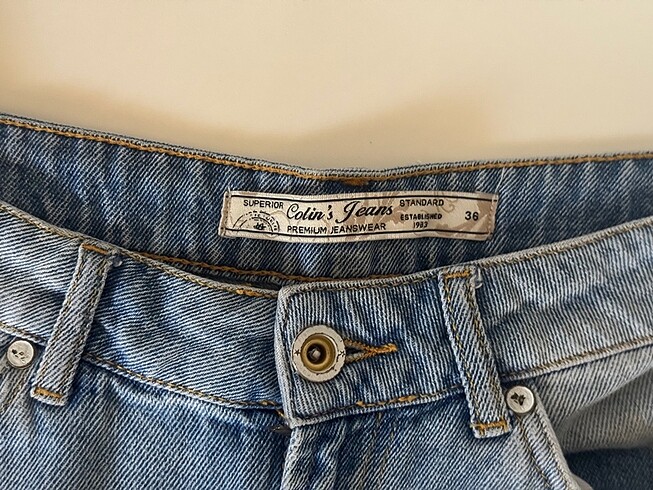 SUPERIOR Colin's Jeans STANDARD
ESTABLISHED 36
PREMIUM JEANSWEAR 1983